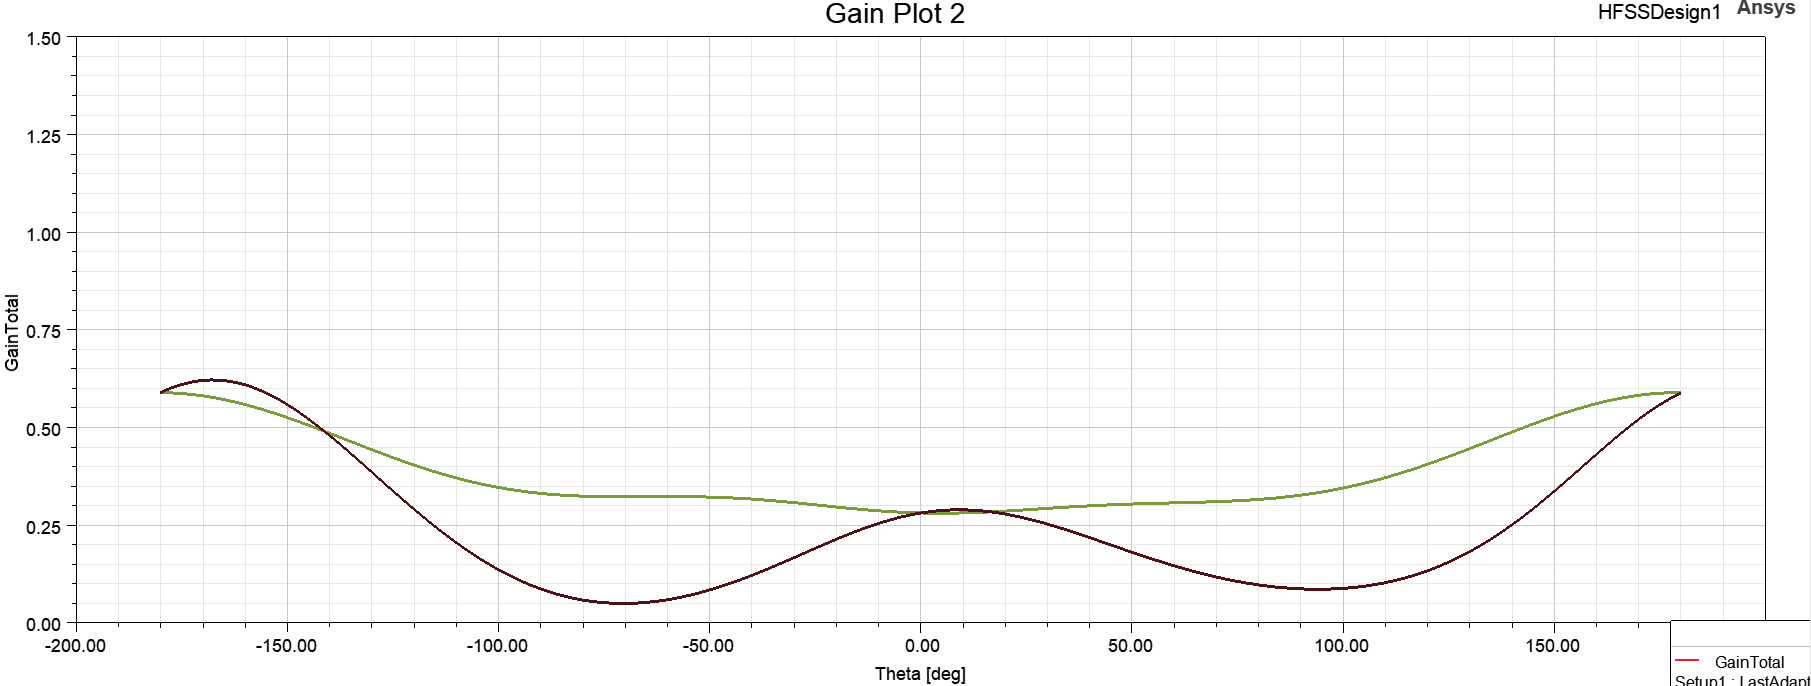 Gain Plot 2
HFSSDesign1
Ansys
1.50
1.25
1.00
0.75
0.50
0.25
0.00
GainTotal
-200.00 -150.00 -100.00 -50.00 0.00 50.00 100.00 150.00
Theta [deg]
GainTotal
Setup1 : LastAdapt